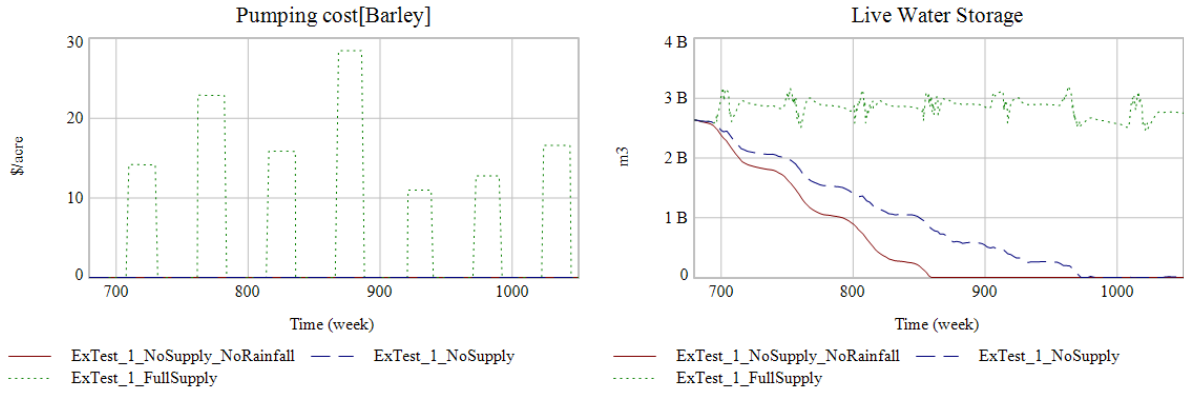 Pumping cost[Barley]
30
20
10
0
$/acre
700 800 900 1000
Time (week)
ExTest_1_NoSupply_NoRainfall ExTest_1_NoSupply
ExTest_1_FullSupply
Live Water Storage
4 B
3 B
2 B
1 B
0
m3
700 800 900 1000
Time (week)
ExTest_1_NoSupply_NoRainfall ExTest_1_NoSupply
ExTest_1_FullSupply